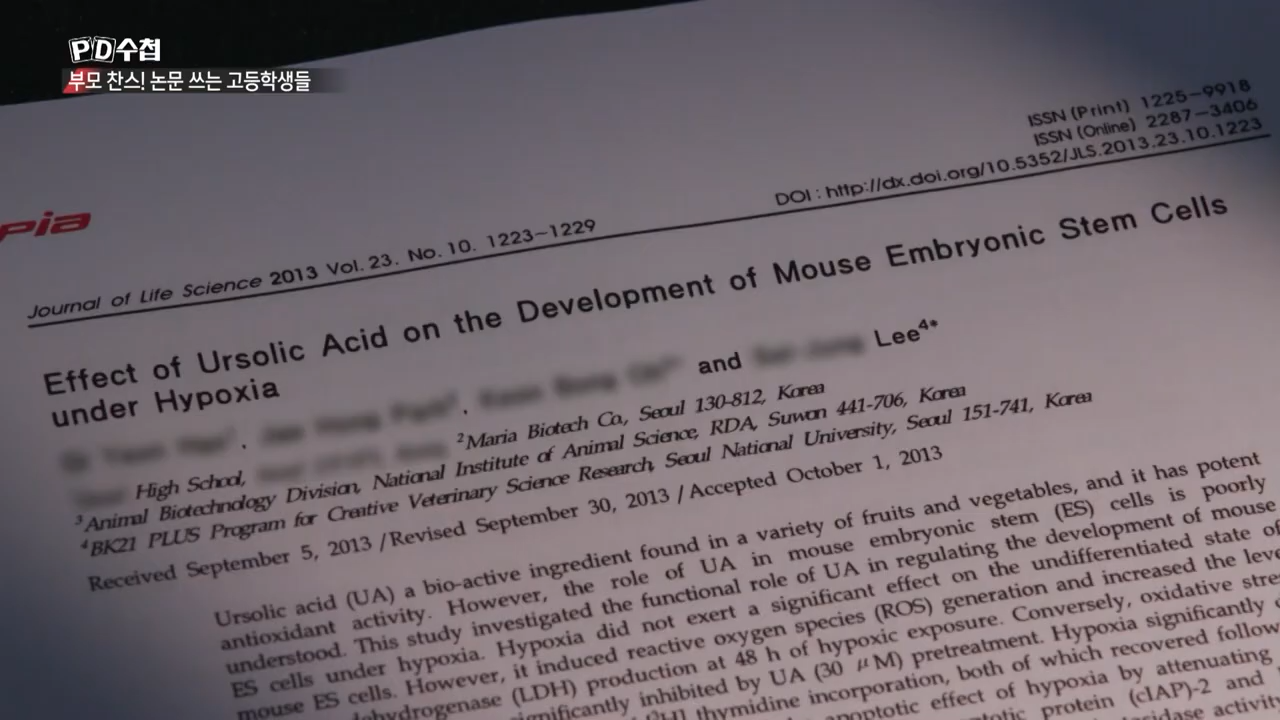 PD수첩
부모 찬스! 논문 쓰는 고등학생들
ISSN (Print) 1225-9918
ISSN (Online) 2287-3406
DOI : http://dx.doi.org/10.5352/JLS.2013.23.10.1223
pia
Journal of Life Science 2013 Vol. 23. No. 10. 1223~1229
Effect of Ursolic Acid on the Development of Mouse Embryonic Stem Cells
under Hypoxia
, , and Lee4*
High School, 2Maria Biotech Co., Seoul 130-812, Korea
3Animal Biotechnology Division, National Institute of Animal Science, RDA, Suwon 441-706, Korea
4BK21 PLUS Program for Creative Veterinary Science Research, Seoul National University, Seoul 151-741, Korea
Received September 5, 2013 /Revised September 30, 2013 /Accepted October 1, 2013
Ursolic acid (UA) a bio-active ingredient found in a variety of fruits and vegetables, and it has potent
antioxidant activity. However, the role of UA in mouse embryonic stem (ES) cells is poorly
understood. This study investigated the functional role of UA in regulating the development of mouse
ES cells under hypoxia. Hypoxia did not exert a significant effect on the undifferentiated state of
mouse ES cells. However, it induced reactive oxygen species (ROS) generation and increased the
dehydrogenase (LDH) production at 48 h of hypoxic exposure. Conversely, oxidative
inhibited by UA (30 μM) pretreatment. Hypoxia significantly
thymidine incorporation, both of which recovered
effect of hypoxia by attenuating
protein (cIAP)-2 and